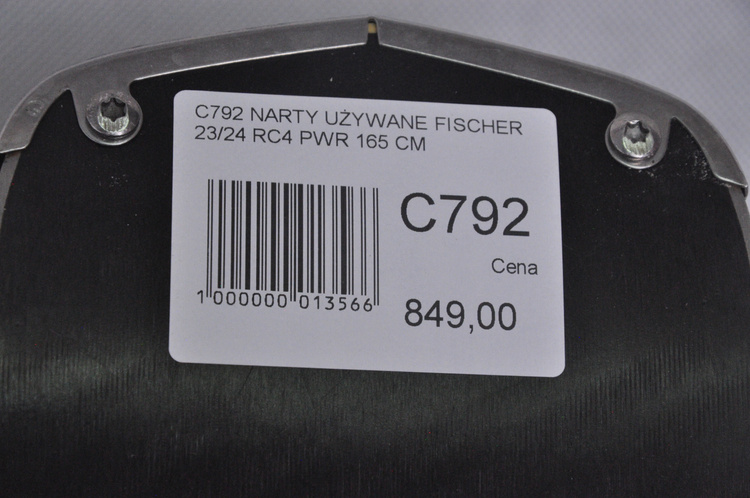 C792 NARTY UŻYWANE FISCHER
23/24 RC4 PWR 165 CM
C792
Cena
1 000000 013566
849,00